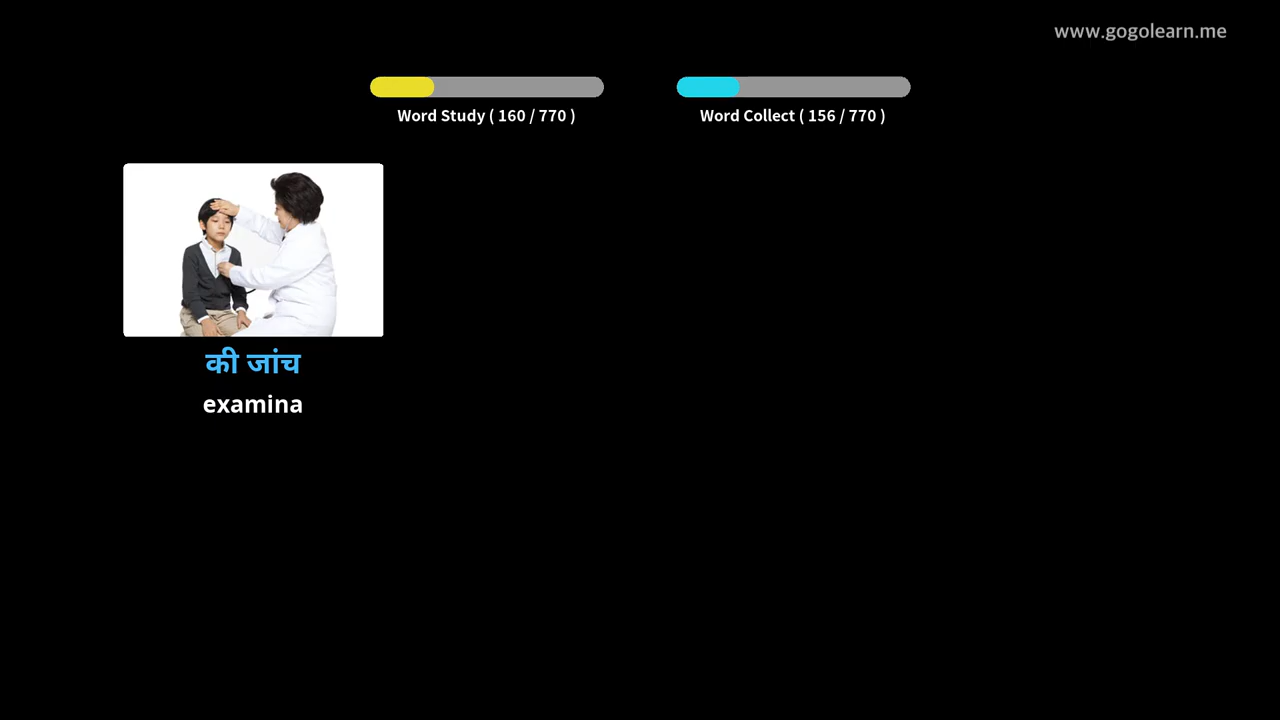 www.gogolearn.me
Word Study ( 160 / 770 )
Word Collect ( 156 / 770 )
की जांच
examina